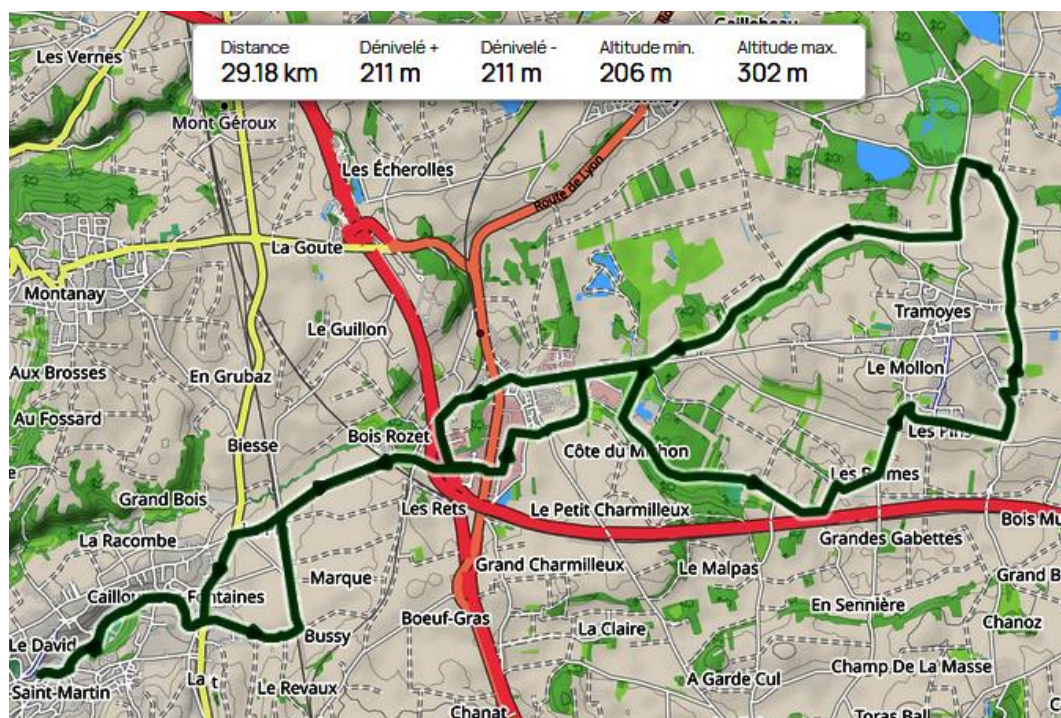 Distance
29.18 km
Dénivelé +
211 m
Dénivelé -
211 m
Altitude min.
206 m
Altitude max.
302 m
Les Vernes
Mont Géroux
Les Écherolles
Route de Lyon
La Goute
Montanay
Le Guillon
Tramoyes
Aux Brosses
En Grubaz
Le Mollon
Au Fossard
Biesse
Bois Rozet
Côte du
Les Pins
Grand Bois
Les
Les Rets
Le Petit Charmilleux
La Racombe
Grandes Gabettes
Bois
Marque
Grand Charmilleux
Le Malpas
Fontaines
En Sennière
Boeuf-Gras
La Claire
Chanoz
Le David
Bussy
Saint-Martin
Le Revaux
A Garde Cul
Champ De La Masse
Chanat
Toras